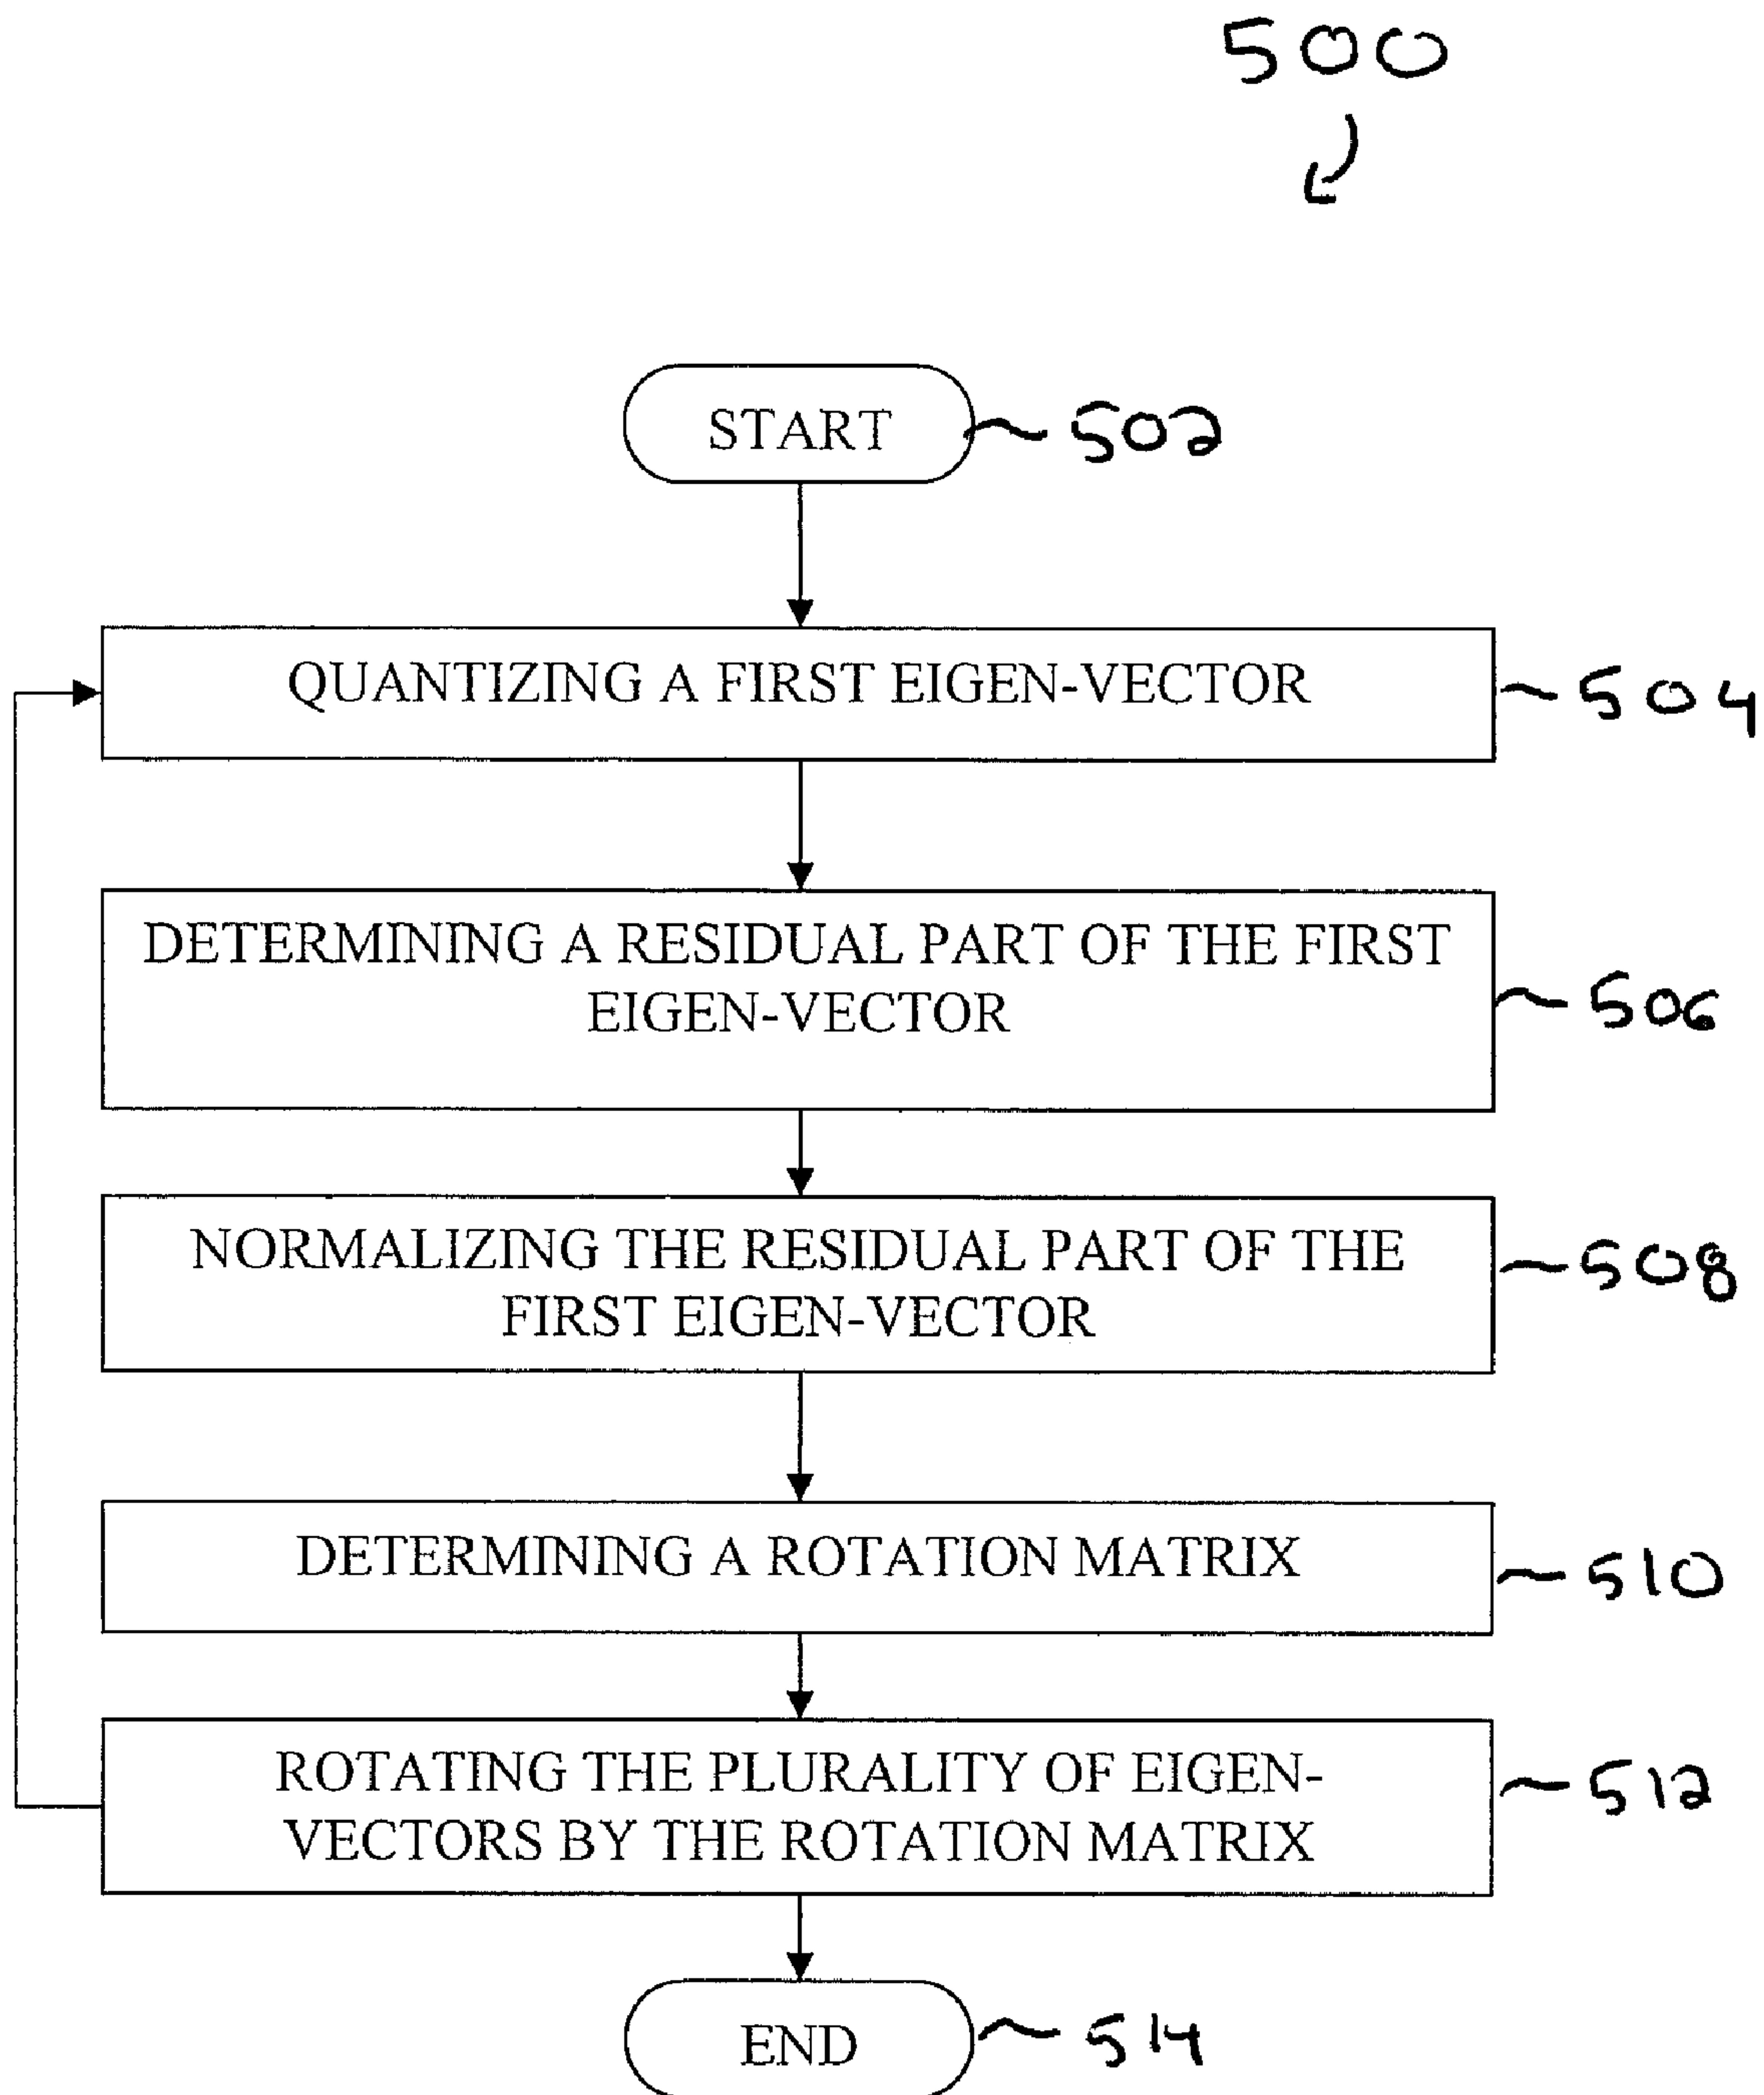 500
START
502
QUANTIZING A FIRST EIGEN-VECTOR
504
DETERMINING A RESIDUAL PART OF THE FIRST
EIGEN-VECTOR
506
NORMALIZING THE RESIDUAL PART OF THE
FIRST EIGEN-VECTOR
508
DETERMINING A ROTATION MATRIX
510
ROTATING THE PLURALITY OF EIGEN-
VECTORS BY THE ROTATION MATRIX
512
END
514